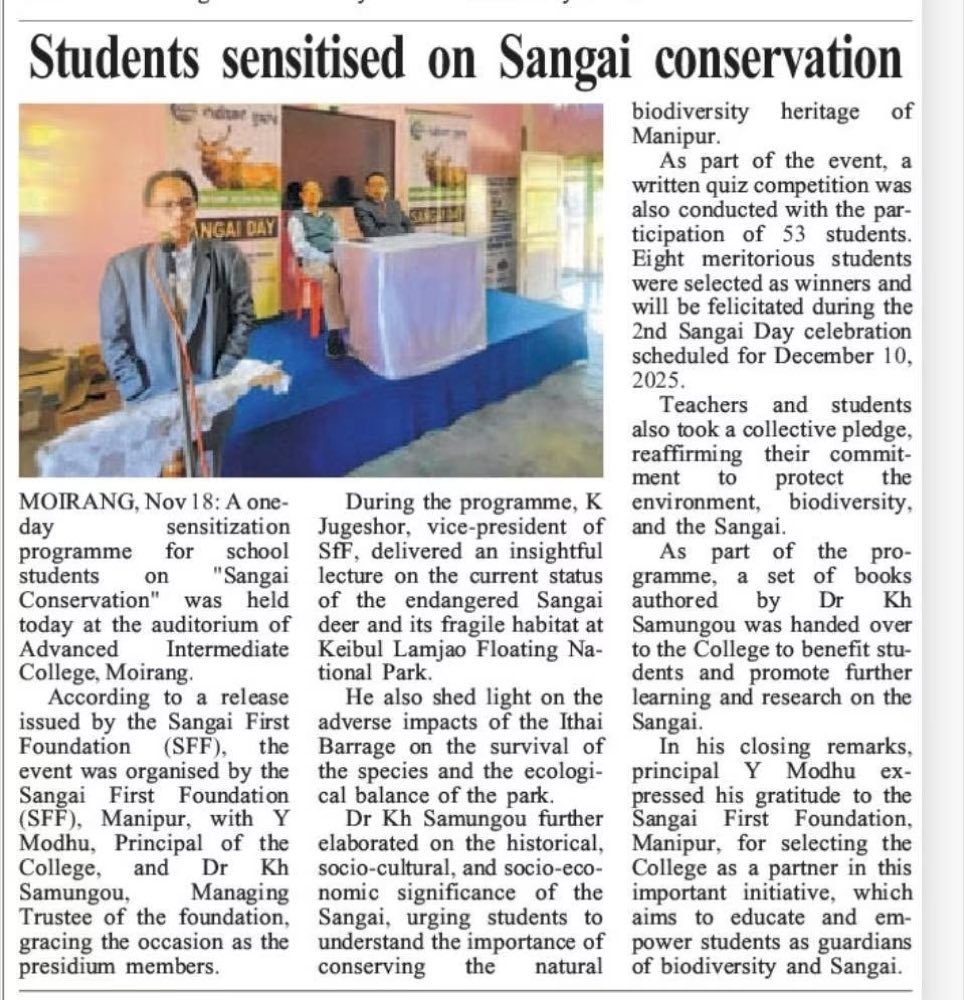 Students sensitised on Sangai conservation
ANGAI DAY
MOIRANG, Nov 18: A one-
day sensitization
programme for school
students on "Sangai
Conservation" was held
today at the auditorium of
Advanced Intermediate
College, Moirang.
According to a release
issued by the Sangai First
Foundation (SFF), the
event was organised by the
Sangai First Foundation
(SFF), Manipur, with Y
Modhu, Principal of the
College, and Dr Kh
Samungou, Managing
Trustee of the foundation,
gracing the occasion as the
presidium members.
During the programme, K
Jugeshor, vice-president of
SfF, delivered an insightful
lecture on the current status
of the endangered Sangai
deer and its fragile habitat at
Keibul Lamjao Floating Na-
tional Park.
He also shed light on the
adverse impacts of the Ithai
Barrage on the survival of
the species and the ecologi-
cal balance of the park.
Dr Kh Samungou further
elaborated on the historical,
socio-cultural, and socio-eco-
nomic significance of the
Sangai, urging students to
understand the importance of
conserving the natural
biodiversity heritage of
Manipur.
As part of the event, a
written quiz competition was
also conducted with the par-
ticipation of 53 students.
Eight meritorious students
were selected as winners and
will be felicitated during the
2nd Sangai Day celebration
scheduled for December 10,
2025.
Teachers and students
also took a collective pledge,
reaffirming their commit-
ment to protect the
environment, biodiversity,
and the Sangai.
As part of the pro-
gramme, a set of books
authored by Dr Kh
Samungou was handed over
to the College to benefit stu-
dents and promote further
learning and research on the
Sangai.
In his closing remarks,
principal Y Modhu ex-
pressed his gratitude to the
Sangai First Foundation,
Manipur, for selecting the
College as a partner in this
important initiative, which
aims to educate and em-
power students as guardians
of biodiversity and Sangai.